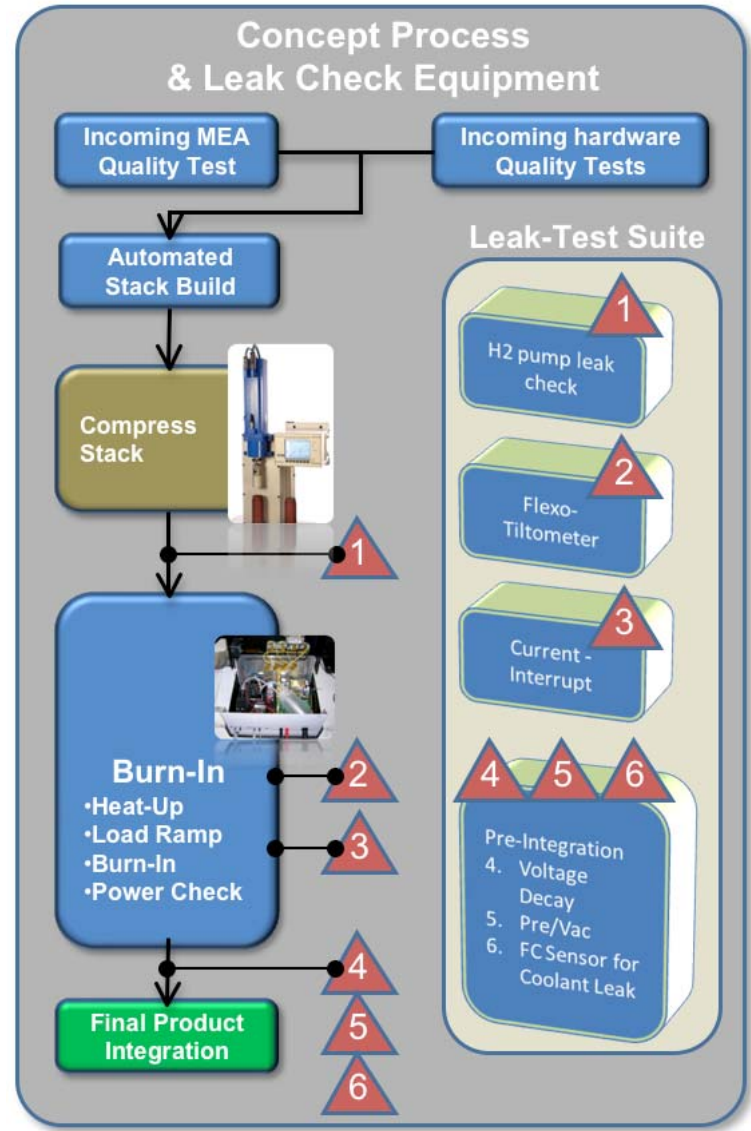 Concept Process
& Leak Check Equipment
Incoming MEA
Quality Test
Incoming hardware
Quality Tests
Automated
Stack Build
Compress
Stack
1
Burn-In
•Heat-Up
•Load Ramp
•Burn-In
•Power Check
2
3
4
5
6
Final Product
Integration
Leak-Test Suite
1
H2 pump leak
check
2
Flexo-
Tiltometer
3
Current -
Interrupt
4 5 6
Pre-Integration
4. Voltage
Decay
5. Pre/Vac
6. FC Sensor for
Coolant Leak